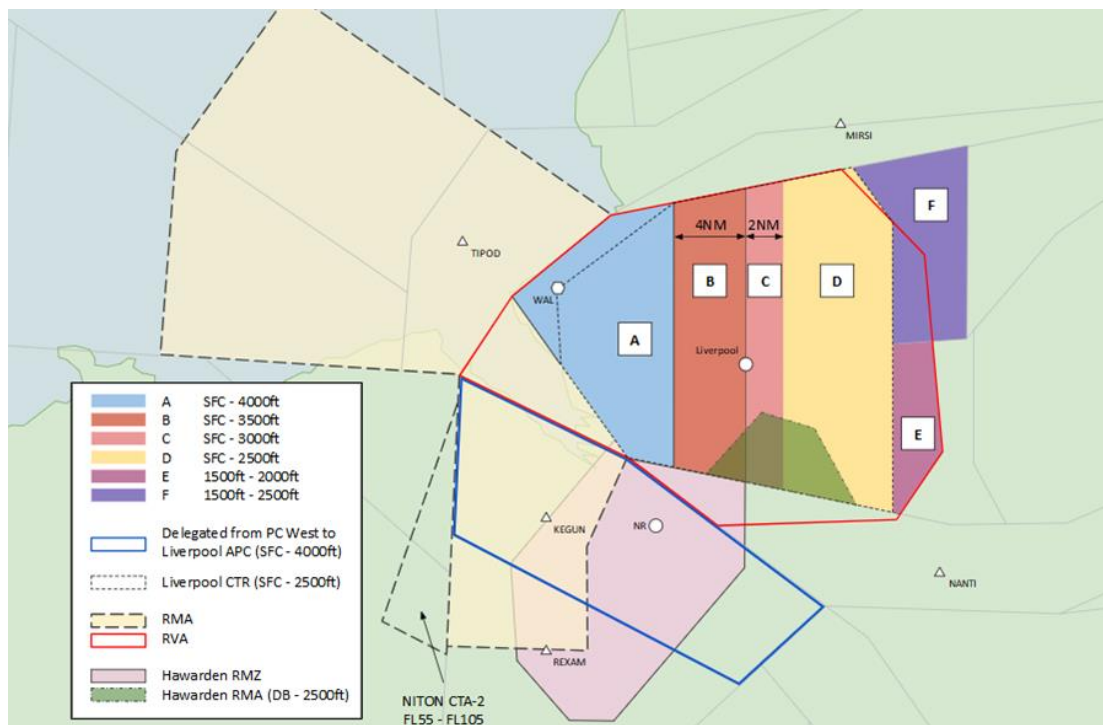 MIRSI
F
4NM
2NM
TIPOD
B
C
D
WAL
A
Liverpool
E
A SFC - 4000ft
B SFC - 3500ft
C SFC - 3000ft
D SFC - 2500ft
E 1500ft - 2000ft
F 1500ft - 2500ft
Delegated from PC West to
Liverpool APC (SFC - 4000ft)
Liverpool CTR (SFC - 2500ft)
RMA
RVA
Hawarden RMZ
Hawarden RMA (DB - 2500ft)
KEGUN
NR
NANTI
REXAM
NITON CTA-2
FL55 - FL105